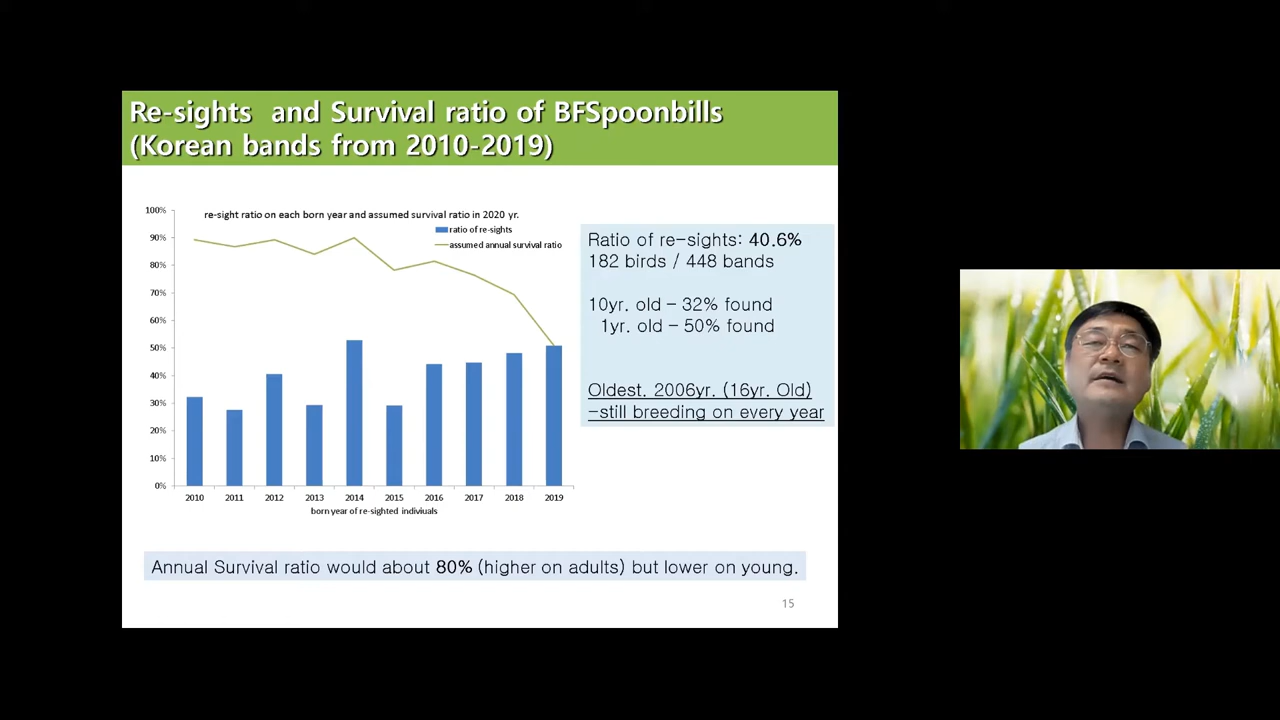 Re-sights and Survival ratio of BFSpoonbills
(Korean bands from 2010-2019)
re-sight ratio on each born year and assumed survival ratio in 2020 yr.
ratio of re-sights
assumed annual survival ratio
100%
90%
80%
70%
60%
50%
40%
30%
20%
10%
0%
2010 2011 2012 2013 2014 2015 2016 2017 2018 2019
born year of re-sighted indiviuals
Ratio of re-sights: 40.6%
182 birds / 448 bands
10yr. old – 32% found
1yr. old – 50% found
Oldest. 2006yr. (16yr. Old)
-still breeding on every year
Annual Survival ratio would about 80% (higher on adults) but lower on young.
15